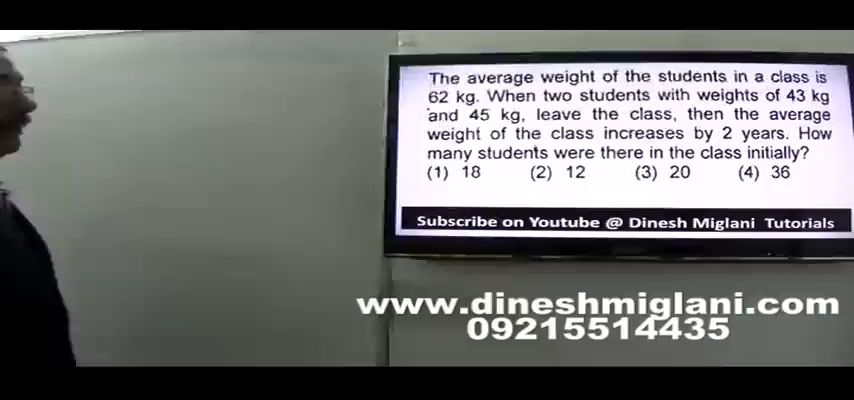 The average weight of the students in a class is
62 kg. When two students with weights of 43 kg
and 45 kg, leave the class, then the average
weight of the class increases by 2 years. How
many students were there in the class initially?
(1) 18 (2) 12 (3) 20 (4) 36
Subscribe on Youtube @ Dinesh Miglani Tutorials
www.dineshmiglani.com
09215514435